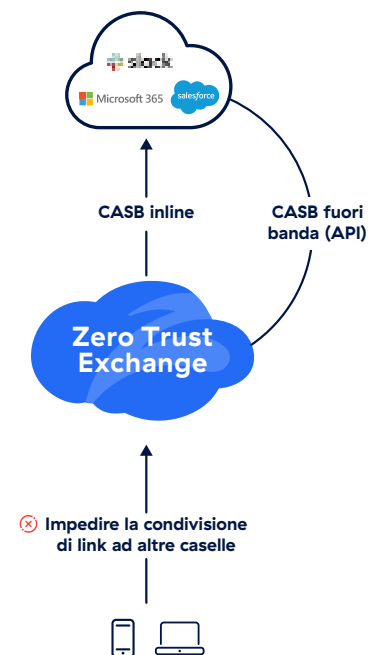 slack
Microsoft 365
salesforce
CASB inline
CASB fuori
banda (API)
Zero Trust
Exchange
Impedire la condivisione
di link ad altre caselle